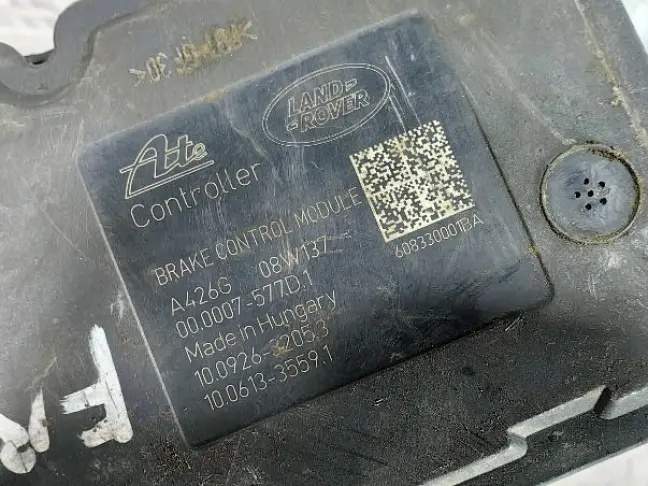 LAND-
-ROVER
Ate
Controller
BRAKE CONTROL MODULE
A426G 08W137
00.0007-577D.1
Made in Hungary
10.0926-3205.3
10.0613-3559.1
608330001BA